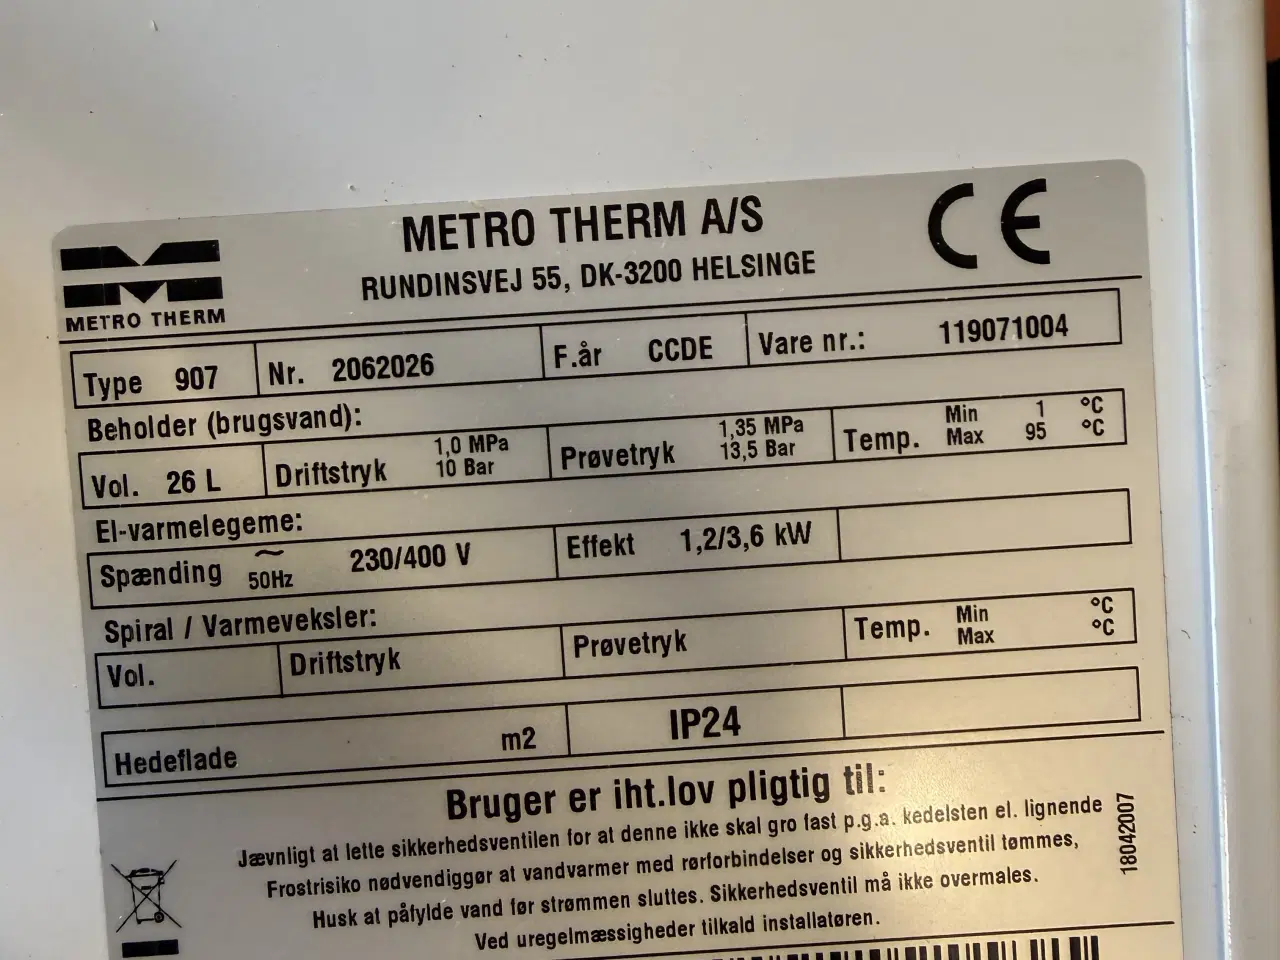 METRO THERM A/S
RUNDINSVEJ 55, DK-3200 HELSINGE
CE
METRO THERM
Type 907 Nr. 2062026 F.år CCDE Vare nr.: 119071004
Beholder (brugsvand):
Vol. 26 L Driftstryk 1,0 MPa 10 Bar Prøvetryk 1,35 MPa 13,5 Bar Temp. Min 1 °C Max 95 °C
El-varmelegeme:
Spænding ~ 50Hz 230/400 V Effekt 1,2/3,6 kW
Spiral / Varmeveksler:
Vol. Driftstryk Prøvetryk Temp. Min °C Max °C
Hedeflade m2 IP24
Bruger er iht.lov pligtig til:
Jævnligt at lette sikkerhedsventilen for at denne ikke skal gro fast p.g.a. kedelsten el. lignende
Frostrisiko nødvendiggør at vandvarmer med rørforbindelser og sikkerhedsventil tømmes,
Husk at påfylde vand før strømmen sluttes. Sikkerhedsventil må ikke overmales.
Ved uregelmæssigheder tilkald installatøren.
18042007